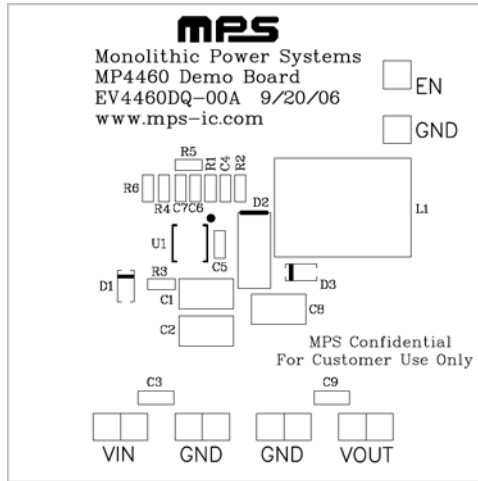 MPS
Monolithic Power Systems
MP4460 Demo Board
EV4460DQ-00A 9/20/06
www.mps-ic.com
EN
GND
R5
R6
R4
C7
C6
R1
C4
R2
D2
L1
U1
C5
D1
R3
D3
C1
C8
C2
MPS Confidential
For Customer Use Only
C3
C9
VIN
GND
GND
VOUT